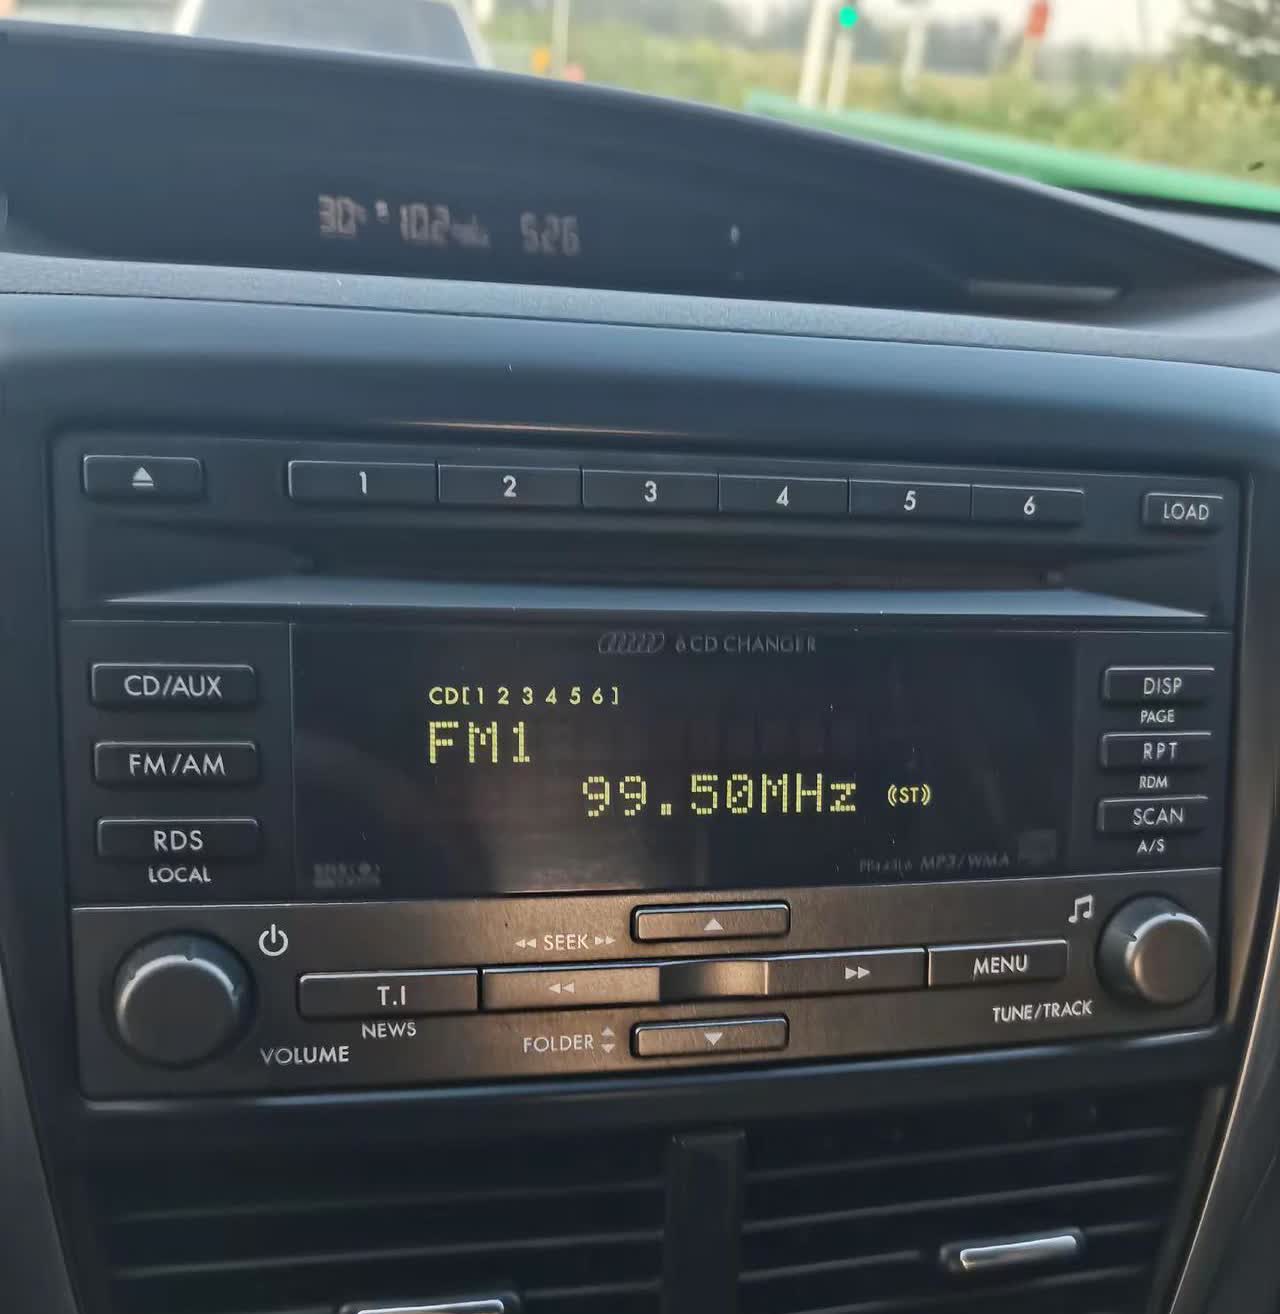 30 10.2 5:26
1 2 3 4 5 6 LOAD
6 CD CHANGER
CD/AUX
CD[1 2 3 4 5 6]
DISP
PAGE
FM1
FM/AM
RPT
RDM
99.50MHz ((ST))
SCAN
A/S
RDS
LOCAL
MP3/WMA
SEEK
T.I
MENU
NEWS
TUNE/TRACK
FOLDER
VOLUME